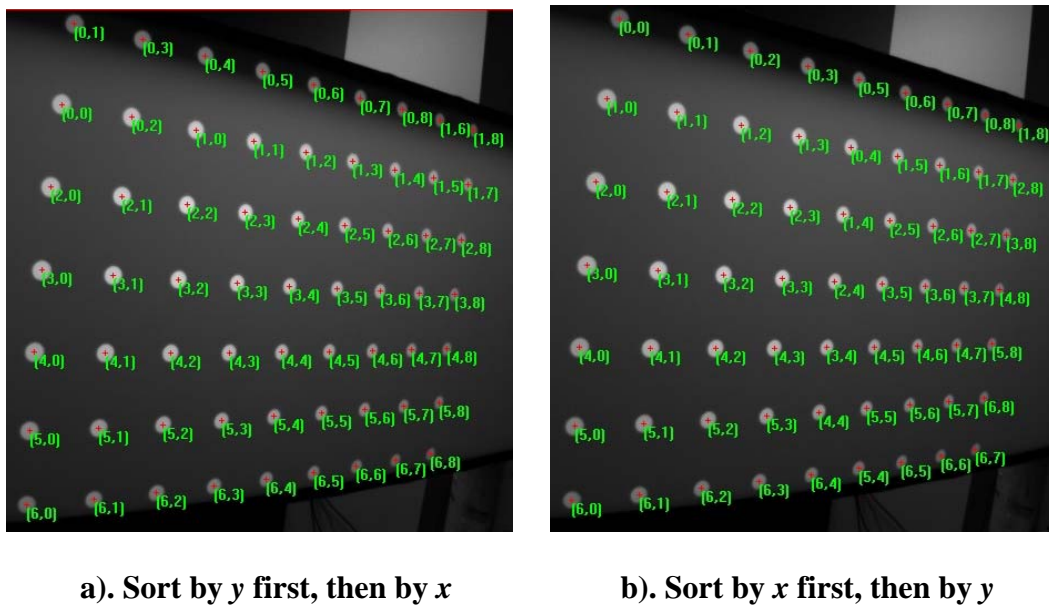 (0,1) (0,3) (0,4) (0,5) (0,6) (0,7) (0,8) (1,6) (1,8)
(0,0) (0,2) (1,0) (1,1) (1,2) (1,3) (1,4) (1,5) (1,7)
(2,0) (2,1) (2,2) (2,3) (2,4) (2,5) (2,6) (2,7) (2,8)
(3,0) (3,1) (3,2) (3,3) (3,4) (3,5) (3,6) (3,7) (3,8)
(4,0) (4,1) (4,2) (4,3) (4,4) (4,5) (4,6) (4,7) (4,8)
(5,0) (5,1) (5,2) (5,3) (5,4) (5,5) (5,6) (5,7) (5,8)
(6,0) (6,1) (6,2) (6,3) (6,4) (6,5) (6,6) (6,7) (6,8)
a). Sort by y first, then by x
(0,0) (0,1) (0,2) (0,3) (0,5) (0,6) (0,7) (0,8) (1,8)
(1,0) (1,1) (1,2) (1,3) (0,4) (1,5) (1,6) (1,7) (2,8)
(2,0) (2,1) (2,2) (2,3) (1,4) (2,5) (2,6) (2,7) (3,8)
(3,0) (3,1) (3,2) (3,3) (2,4) (3,5) (3,6) (3,7) (4,8)
(4,0) (4,1) (4,2) (4,3) (3,4) (4,5) (4,6) (4,7) (5,8)
(5,0) (5,1) (5,2) (5,3) (4,4) (5,5) (5,6) (5,7) (6,8)
(6,0) (6,1) (6,2) (6,3) (6,4) (5,4) (6,5) (6,6) (6,7)
b). Sort by x first, then by y